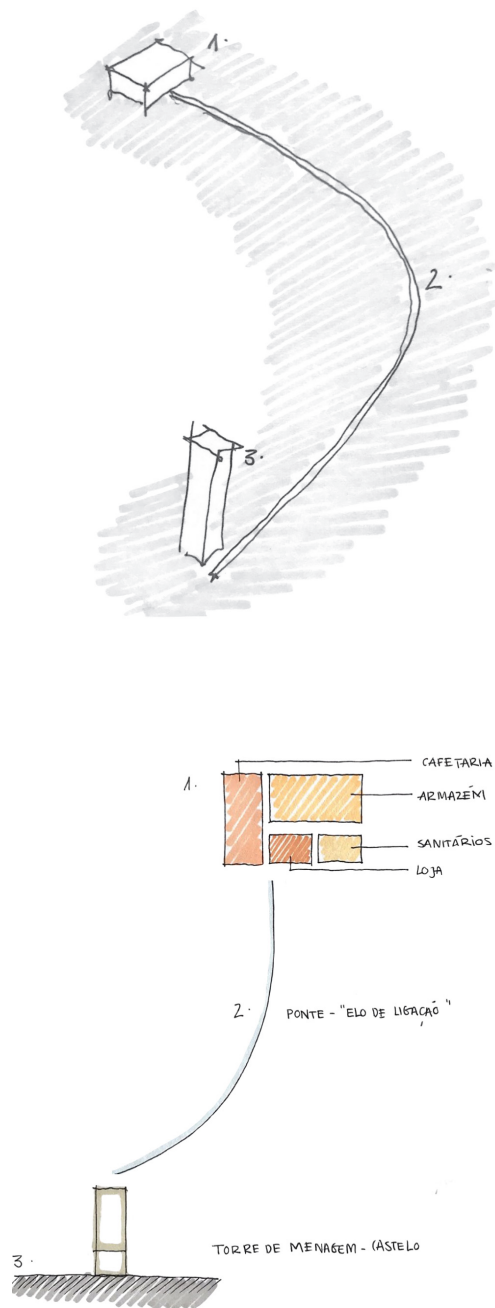 1.
2.
3.
1.
CAFETARIA
ARMAZÉM
SANITÁRIOS
LOJA
2. PONTE - "ELO DE LIGAÇÃO"
TORRE DE MENAGEM - CASTELO
3.